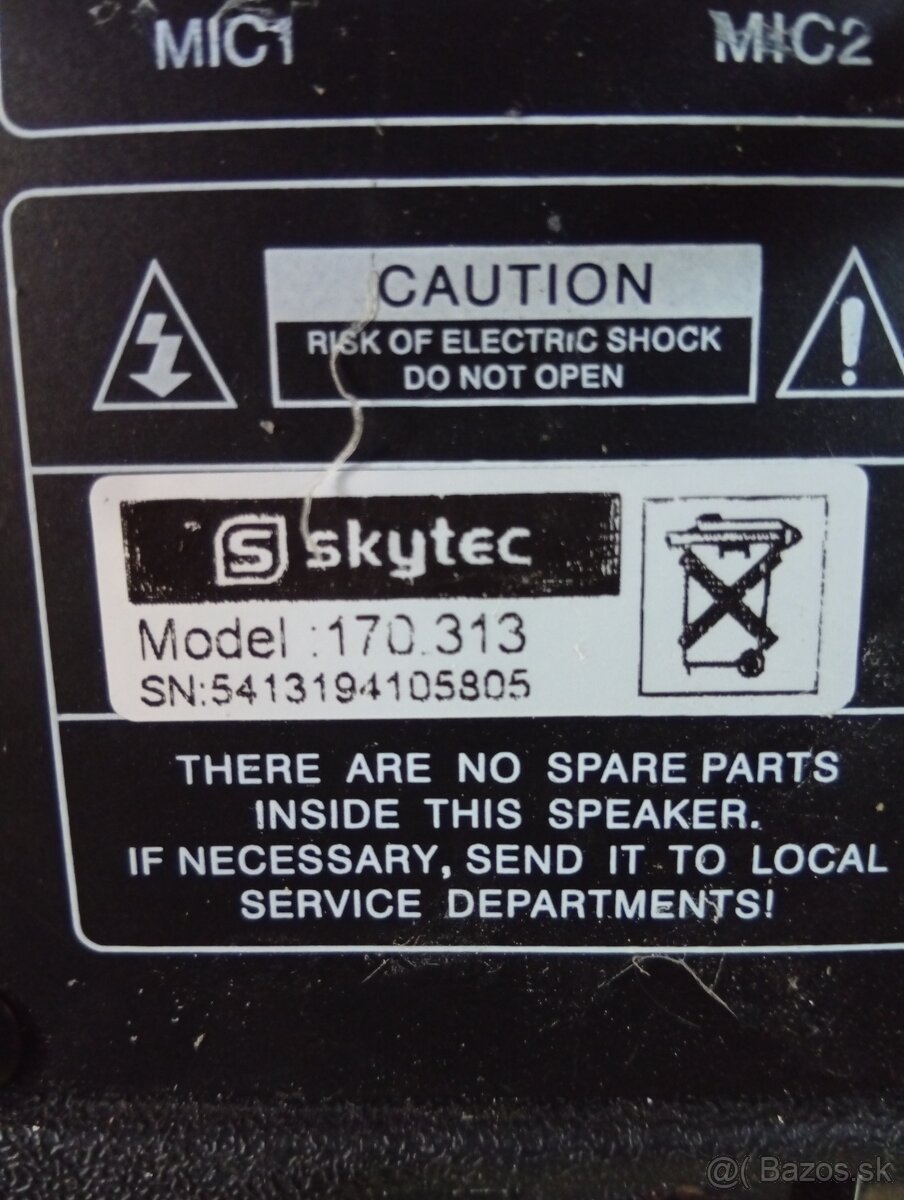 MIC1 MIC2
CAUTION
RISK OF ELECTRIC SHOCK
DO NOT OPEN
S skytec
Model :170.313
SN:5413194105805
THERE ARE NO SPARE PARTS
INSIDE THIS SPEAKER.
IF NECESSARY, SEND IT TO LOCAL
SERVICE DEPARTMENTS!
@( Bazos.sk